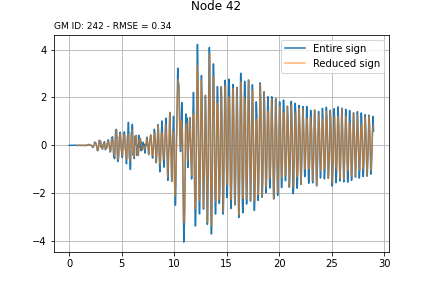 Node 42
GM ID: 242 - RMSE = 0.34
Entire sign
Reduced sign
4
2
0
−2
−4
0 5 10 15 20 25 30